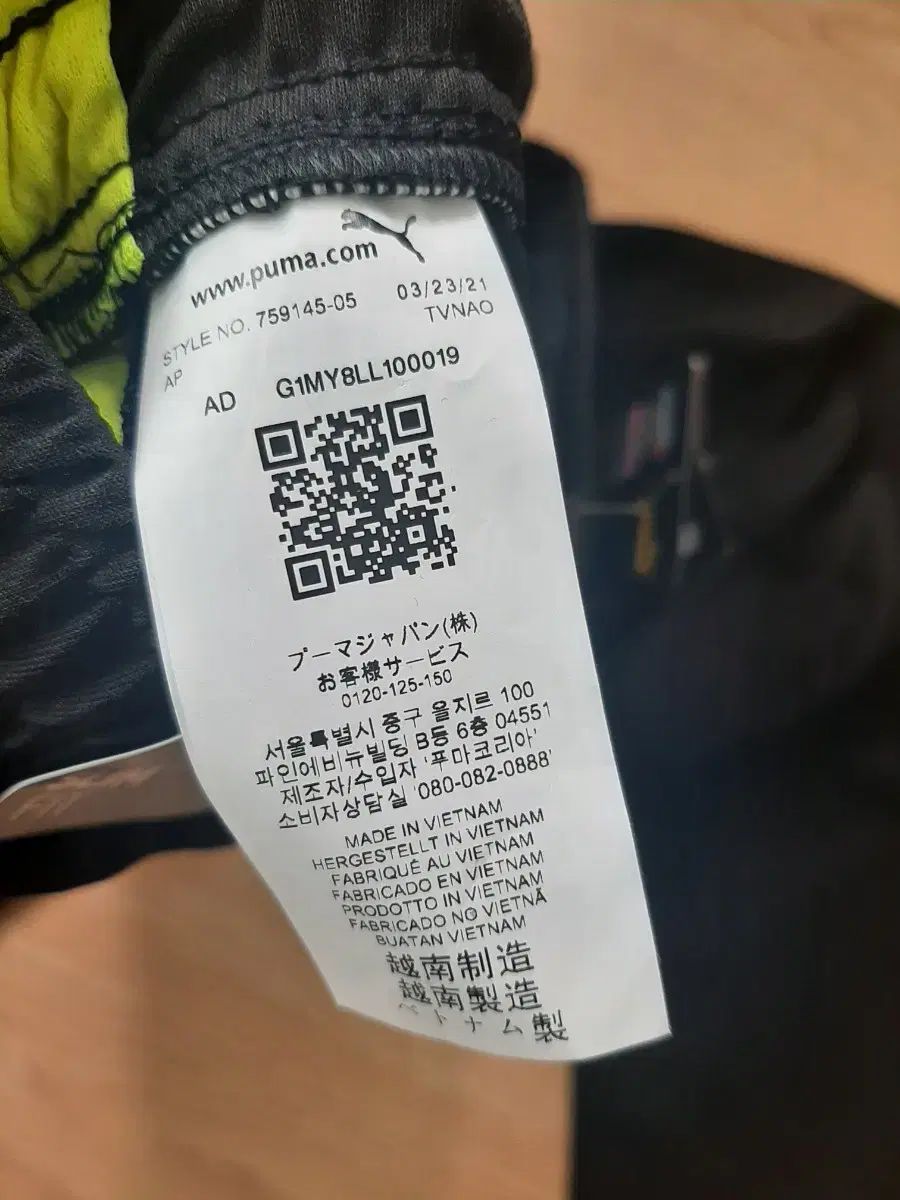 www.puma.com
STYLE NO. 759145-05 03/23/21
AP TVNAO
AD G1MY8LL100019
プーマジャパン(株)
お客様サービス
0120-125-150
서울특별시 중구 을지르 100
파인에비뉴빌딩 B등 6층 04551
제조자/수입자 '푸마코리아'
소비자상담실 '080-082-0888'
MADE IN VIETNAM
HERGESTELLT IN VIETNAM
FABRIQUÉ AU VIETNAM
FABRICADO EN VIETNAM
PRODOTTO IN VIETNAM
FABRICADO NO VIETNÃ
BUATAN VIETNAM
越南制造
越南製造
ベトナム製